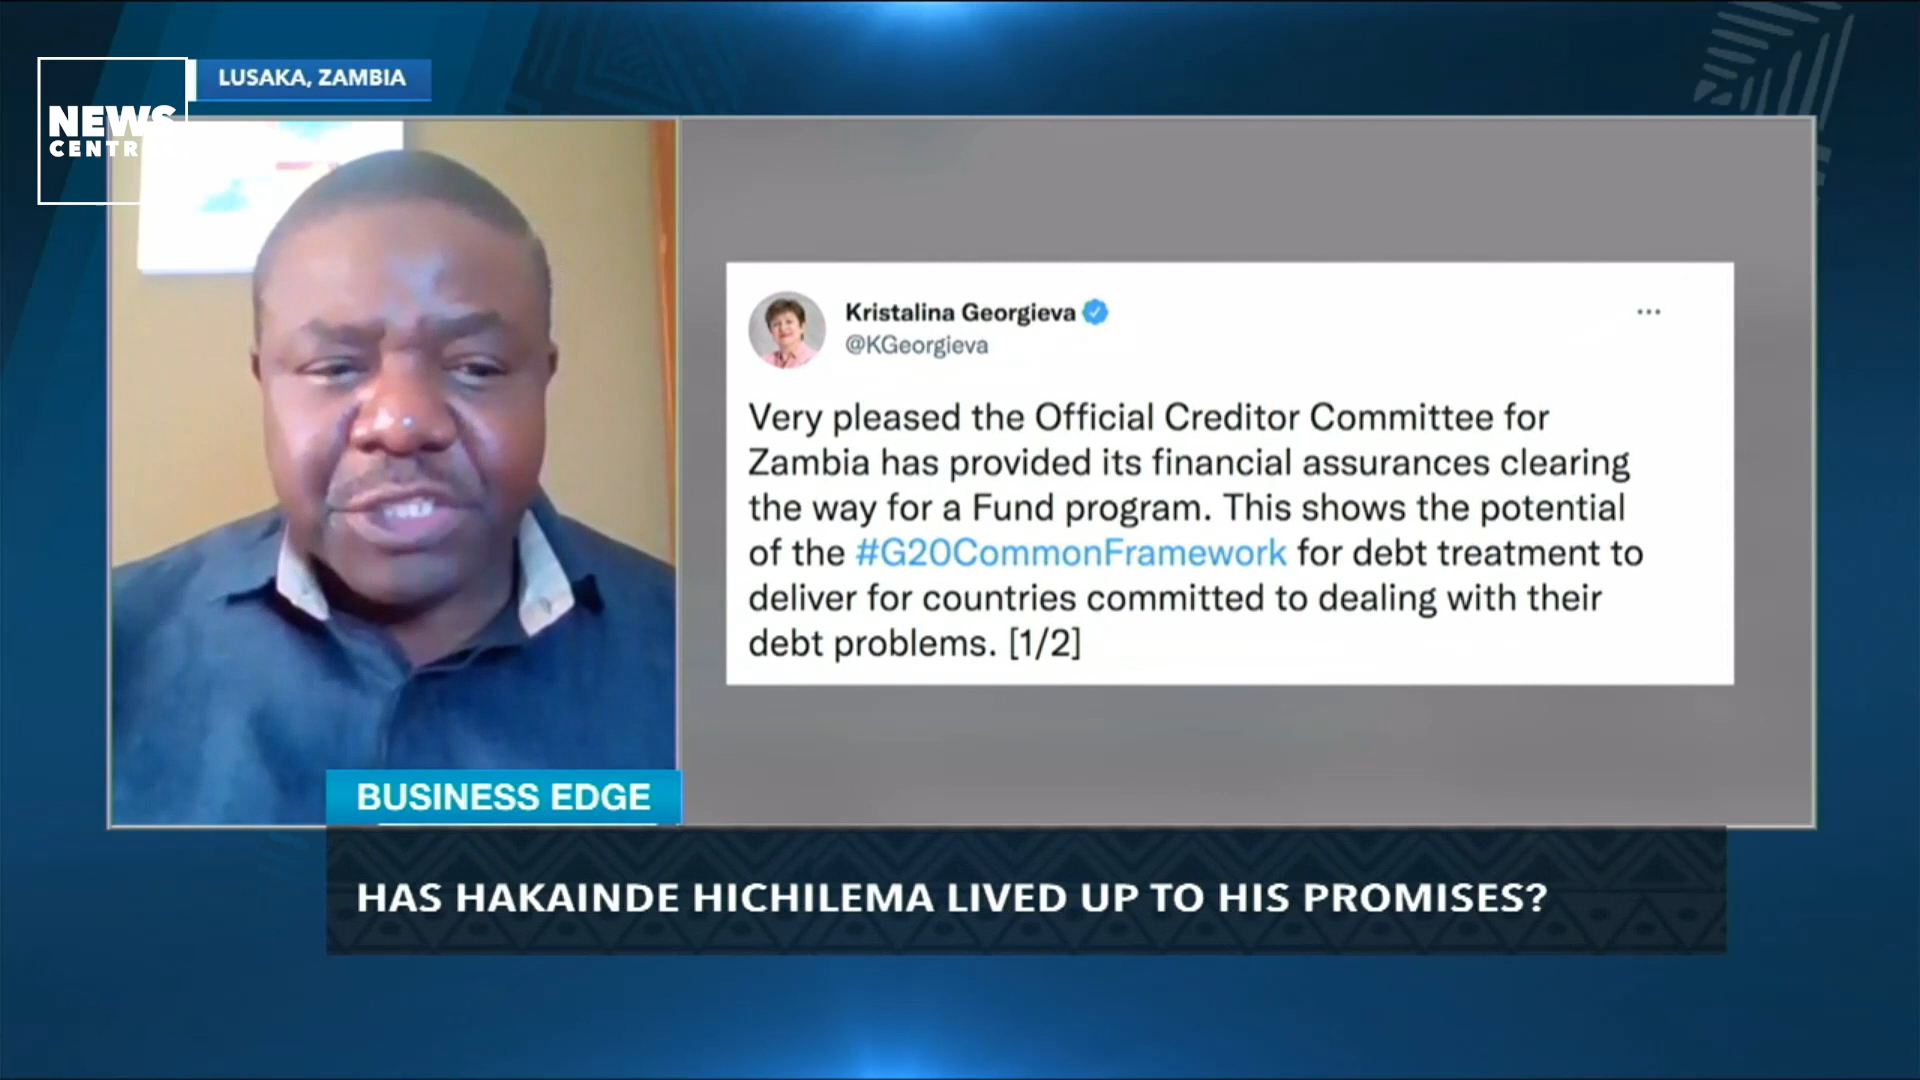 LUSAKA, ZAMBIA
NEWS
CENTR
Kristalina Georgieva
@KGeorgieva
Very pleased the Official Creditor Committee for
Zambia has provided its financial assurances clearing
the way for a Fund program. This shows the potential
of the #G20CommonFramework for debt treatment to
deliver for countries committed to dealing with their
debt problems. [1/2]
BUSINESS EDGE
HAS HAKAINDE HICHILEMA LIVED UP TO HIS PROMISES?